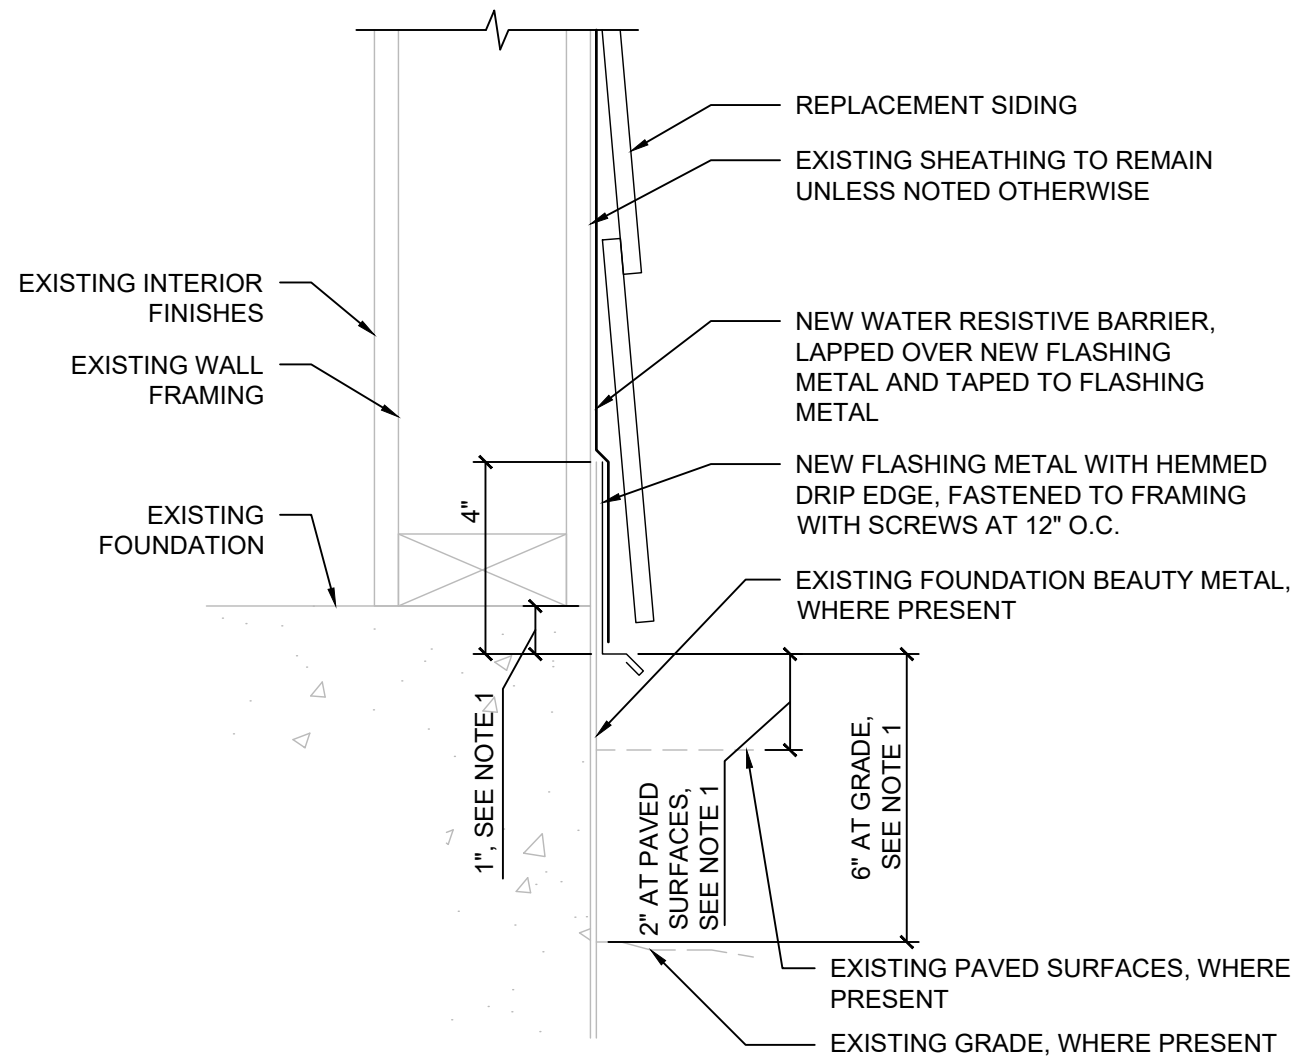 REPLACEMENT SIDING
EXISTING SHEATHING TO REMAIN
UNLESS NOTED OTHERWISE
EXISTING INTERIOR
FINISHES
EXISTING WALL
FRAMING
NEW WATER RESISTIVE BARRIER,
LAPPED OVER NEW FLASHING
METAL AND TAPED TO FLASHING
METAL
NEW FLASHING METAL WITH HEMMED
DRIP EDGE, FASTENED TO FRAMING
WITH SCREWS AT 12" O.C.
EXISTING
FOUNDATION
4"
EXISTING FOUNDATION BEAUTY METAL,
WHERE PRESENT
1", SEE NOTE 1
2" AT PAVED
SURFACES,
SEE NOTE 1
6" AT GRADE,
SEE NOTE 1
EXISTING PAVED SURFACES, WHERE
PRESENT
EXISTING GRADE, WHERE PRESENT